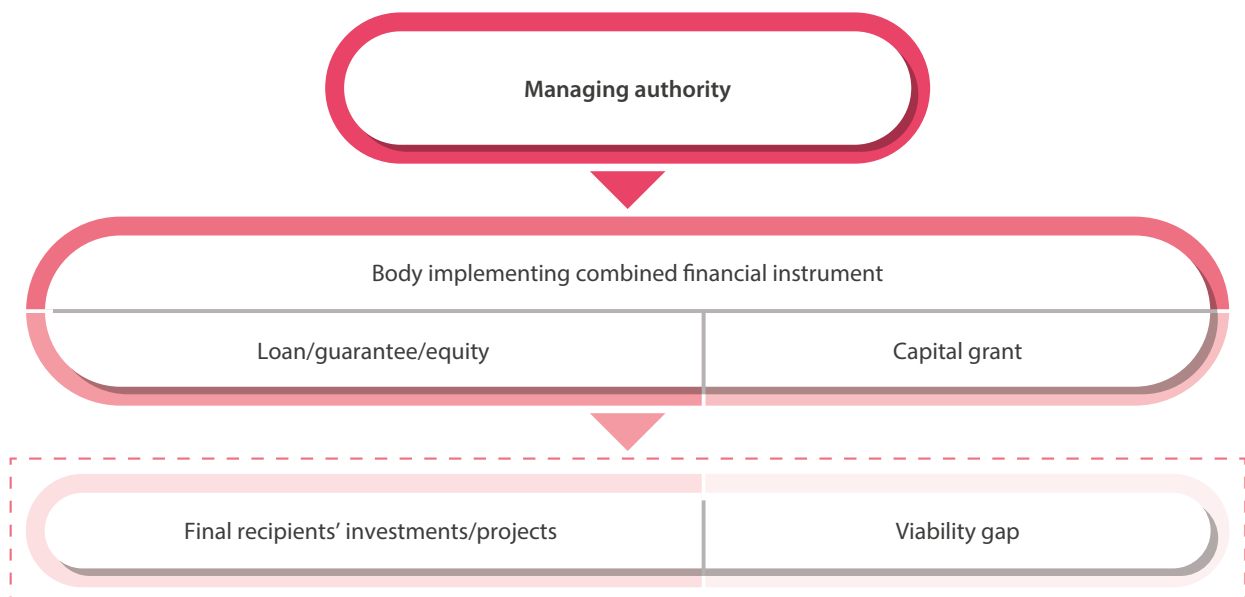 Managing authority
Body implementing combined financial instrument
Loan/guarantee/equity
Capital grant
Final recipients’ investments/projects
Viability gap